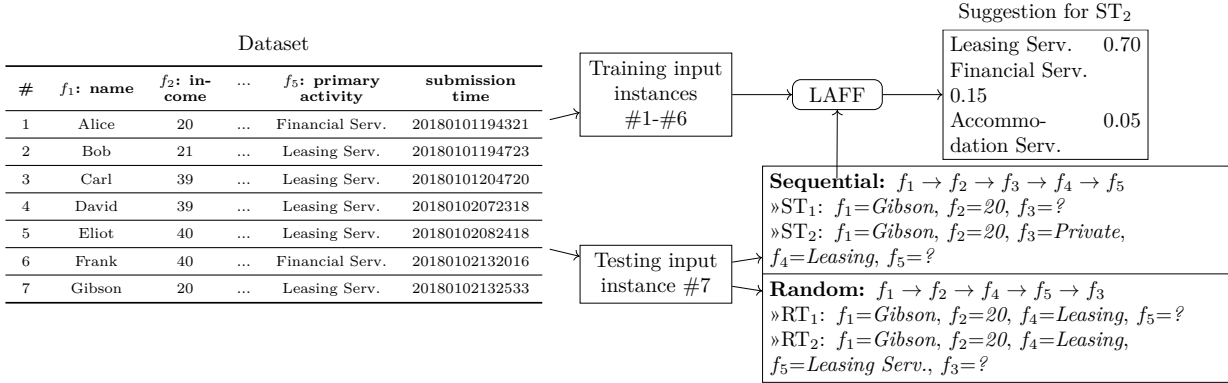 Dataset
# f₁: name f₂: in-come ... f₅: primary activity submission time
1 Alice 20 ... Financial Serv. 20180101194321
2 Bob 21 ... Leasing Serv. 20180101194723
3 Carl 39 ... Leasing Serv. 20180101204720
4 David 39 ... Leasing Serv. 20180102072318
5 Eliot 40 ... Leasing Serv. 20180102082418
6 Frank 40 ... Financial Serv. 20180102132016
7 Gibson 20 ... Leasing Serv. 20180102132533
Training input
instances
#1-#6
LAFF
Suggestion for ST₂
Leasing Serv. 0.70
Financial Serv.
0.15
Accommo- 0.05
dation Serv.
Testing input
instance #7
Sequential: f₁ → f₂ → f₃ → f₄ → f₅
»ST₁: f₁=Gibson, f₂=20, f₃=?
»ST₂: f₁=Gibson, f₂=20, f₃=Private,
f₄=Leasing, f₅=?
Random: f₁ → f₂ → f₄ → f₅ → f₃
»RT₁: f₁=Gibson, f₂=20, f₄=Leasing, f₅=?
»RT₂: f₁=Gibson, f₂=20, f₄=Leasing,
f₅=Leasing Serv., f₃=?